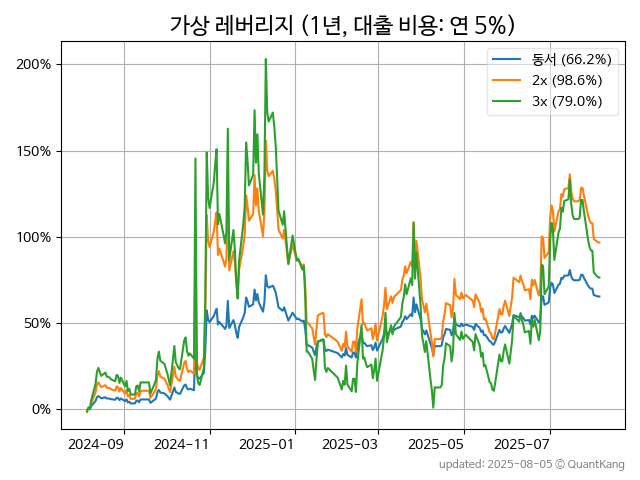 가상 레버리지 (1년, 대출 비용: 연 5%)
동서 (66.2%)
2x (98.6%)
3x (79.0%)
200%
150%
100%
50%
0%
2024-09 2024-11 2025-01 2025-03 2025-05 2025-07
updated: 2025-08-05 © QuantKang